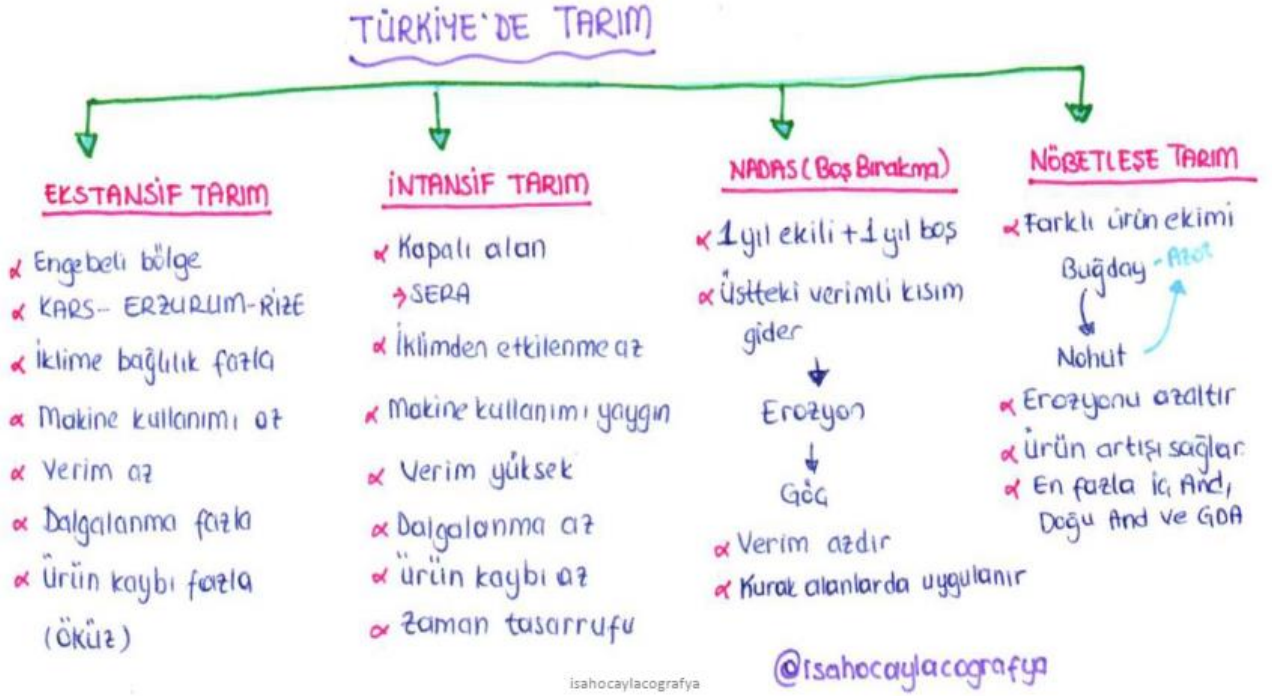 TÜRKİYE'DE TARIM
EKSTANSİF TARIM
α Engebeli bölge
α KARS-ERZURUM-RİZE
α İklime bağlılık fazla
α Makine kullanımı az
α Verim az
α Dalgalanma fazla
α Ürün kaybı fazla
(ÖKÜZ)
İNTANSİF TARIM
α Kapalı alan
→ SERA
α İklimden etkilenme az
α Makine kullanımı yaygın
α Verim yüksek
α Dalgalanma az
α Ürün kaybı az
α Zaman tasarrufu
NADAS (Boş Bırakma)
α 1 yıl ekili + 1 yıl boş
α Üstteki verimli kısım
gider
Erozyon
Göç
α Verim azdır
α Kurak alanlarda uygulanır
NÖBETLEŞE TARIM
α Farklı ürün ekimi
Buğday - Azot
Nohut
α Erozyonu azaltır
α Ürün artışı sağlar
α En fazla iç And,
Doğu And ve GDA
@isahocaylacografya
isahocaylacografya